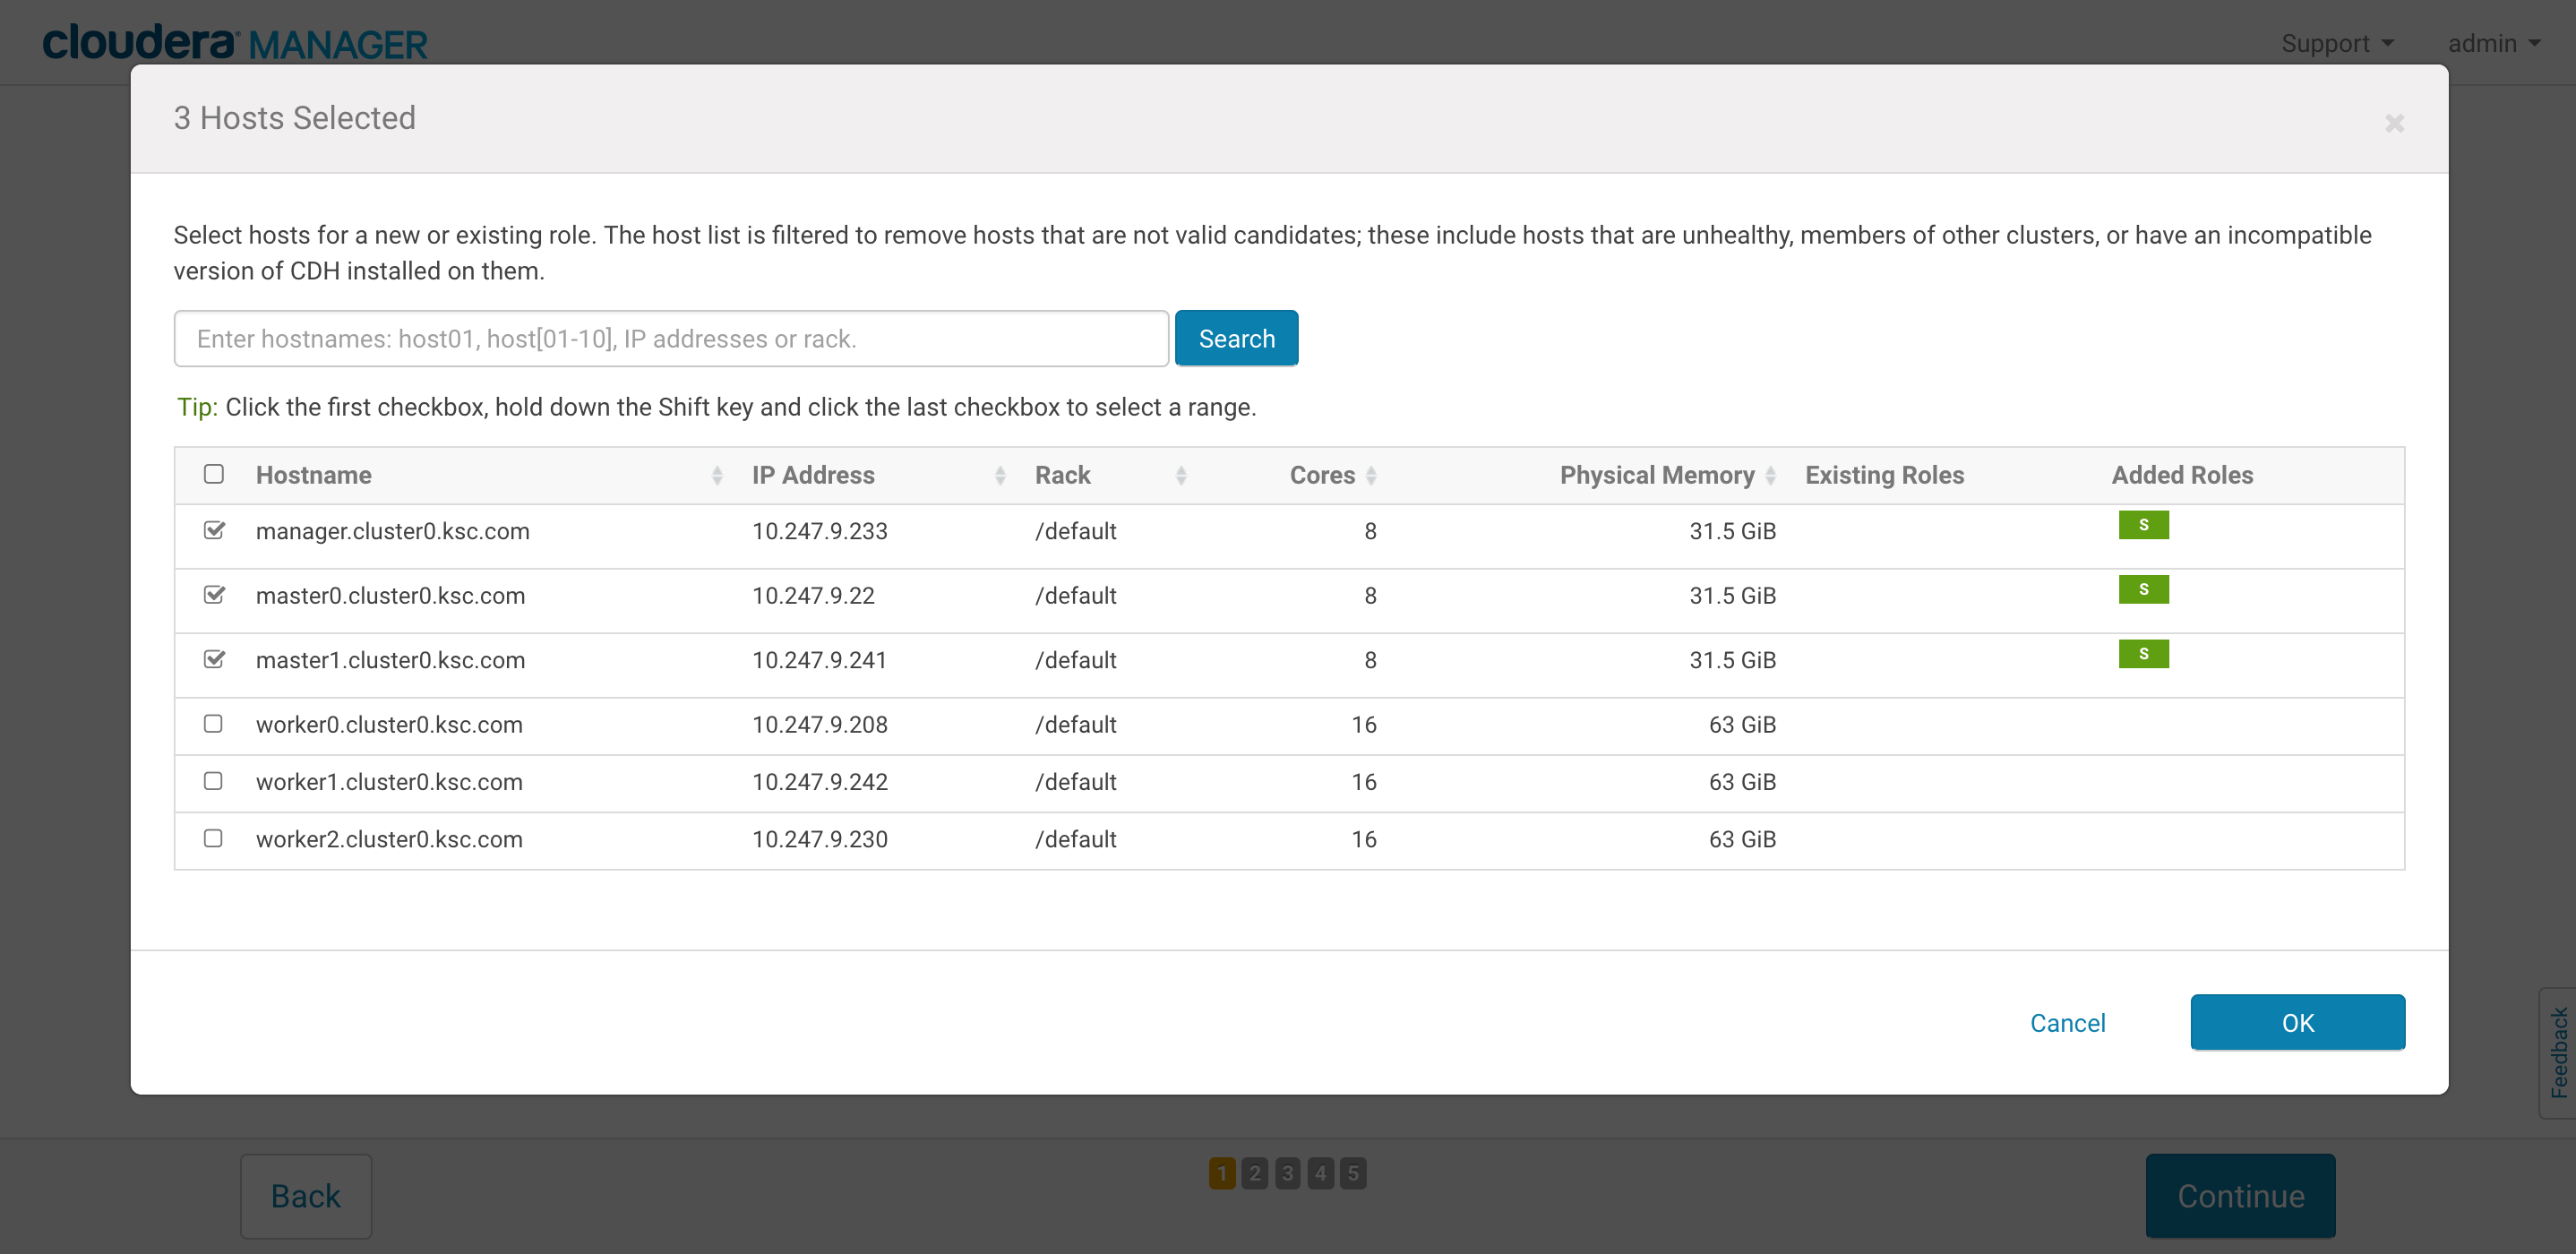 cloudera MANAGER
Support admin
3 Hosts Selected
Select hosts for a new or existing role. The host list is filtered to remove hosts that are not valid candidates; these include hosts that are unhealthy, members of other clusters, or have an incompatible
version of CDH installed on them.
Enter hostnames: host01, host[01-10], IP addresses or rack. Search
Tip: Click the first checkbox, hold down the Shift key and click the last checkbox to select a range.
Hostname IP Address Rack Cores Physical Memory Existing Roles Added Roles
manager.cluster0.ksc.com 10.247.9.233 /default 8 31.5 GiB S
master0.cluster0.ksc.com 10.247.9.22 /default 8 31.5 GiB S
master1.cluster0.ksc.com 10.247.9.241 /default 8 31.5 GiB S
worker0.cluster0.ksc.com 10.247.9.208 /default 16 63 GiB
worker1.cluster0.ksc.com 10.247.9.242 /default 16 63 GiB
worker2.cluster0.ksc.com 10.247.9.230 /default 16 63 GiB
Cancel OK
Feedback
Back 1 2 3 4 5 Continue